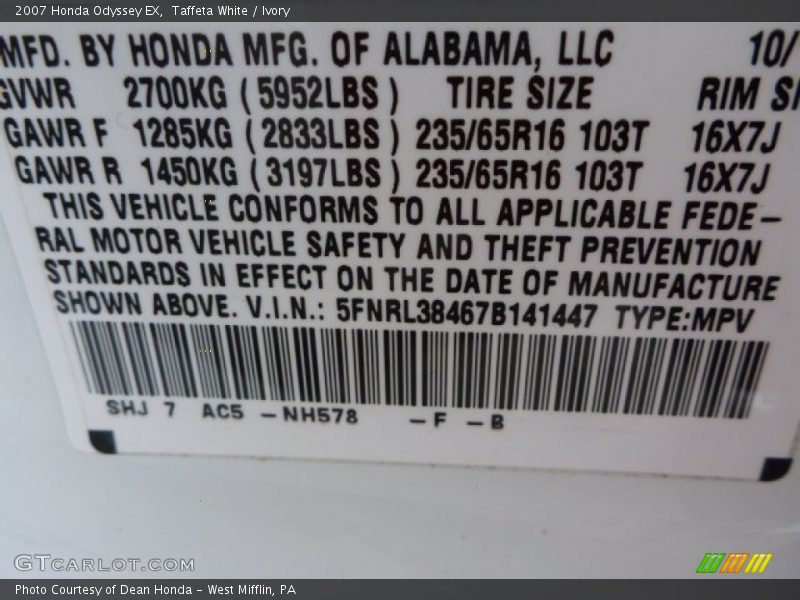 2007 Honda Odyssey EX, Taffeta White / Ivory
MFD. BY HONDA MFG. OF ALABAMA, LLC 10/
GVWR 2700KG (5952LBS) TIRE SIZE RIM SI
GAWR F 1285KG (2833LBS) 235/65R16 103T 16X7J
GAWR R 1450KG (3197LBS) 235/65R16 103T 16X7J
THIS VEHICLE CONFORMS TO ALL APPLICABLE FEDE-
RAL MOTOR VEHICLE SAFETY AND THEFT PREVENTION
STANDARDS IN EFFECT ON THE DATE OF MANUFACTURE
SHOWN ABOVE. V.I.N.: 5FNRL38467B141447 TYPE:MPV
SHJ 7 AC5 -NH578 -F -B
GTCARLOT.COM
Photo Courtesy of Dean Honda - West Mifflin, PA